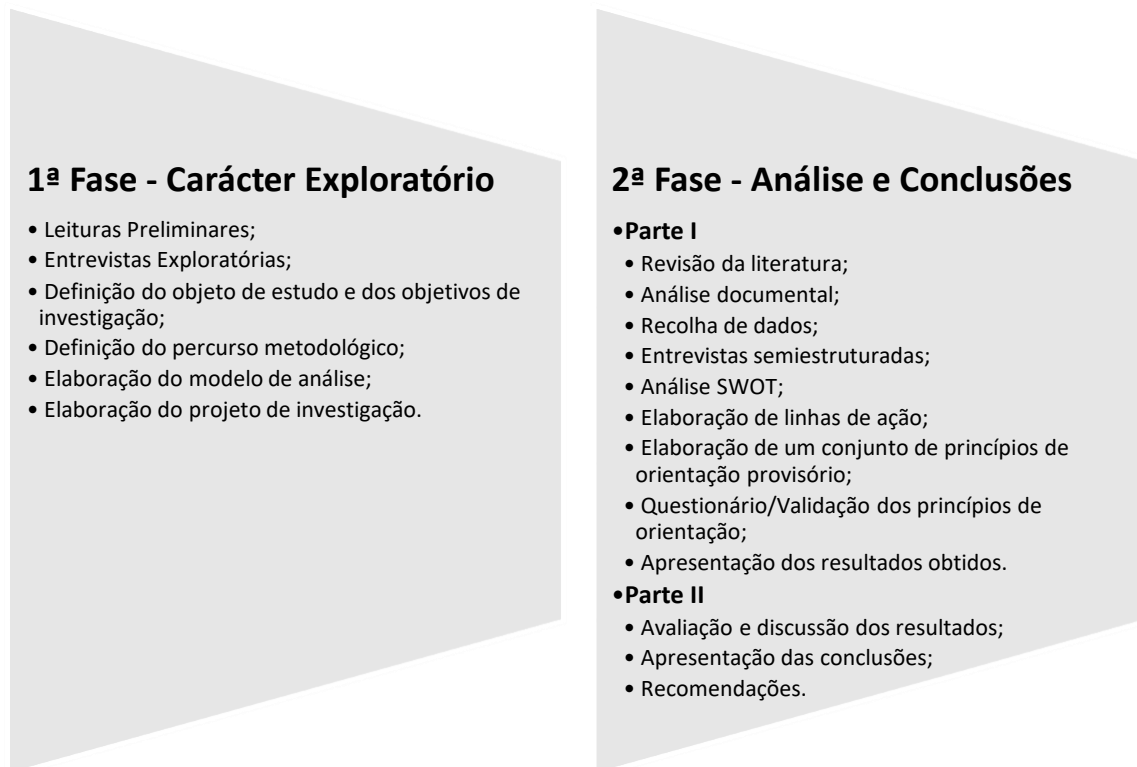 1ª Fase - Carácter Exploratório
• Leituras Preliminares;
• Entrevistas Exploratórias;
• Definição do objeto de estudo e dos objetivos de
investigação;
• Definição do percurso metodológico;
• Elaboração do modelo de análise;
• Elaboração do projeto de investigação.
2ª Fase - Análise e Conclusões
•Parte I
• Revisão da literatura;
• Análise documental;
• Recolha de dados;
• Entrevistas semiestruturadas;
• Análise SWOT;
• Elaboração de linhas de ação;
• Elaboração de um conjunto de princípios de
orientação provisório;
• Questionário/Validação dos princípios de
orientação;
• Apresentação dos resultados obtidos.
•Parte II
• Avaliação e discussão dos resultados;
• Apresentação das conclusões;
• Recomendações.